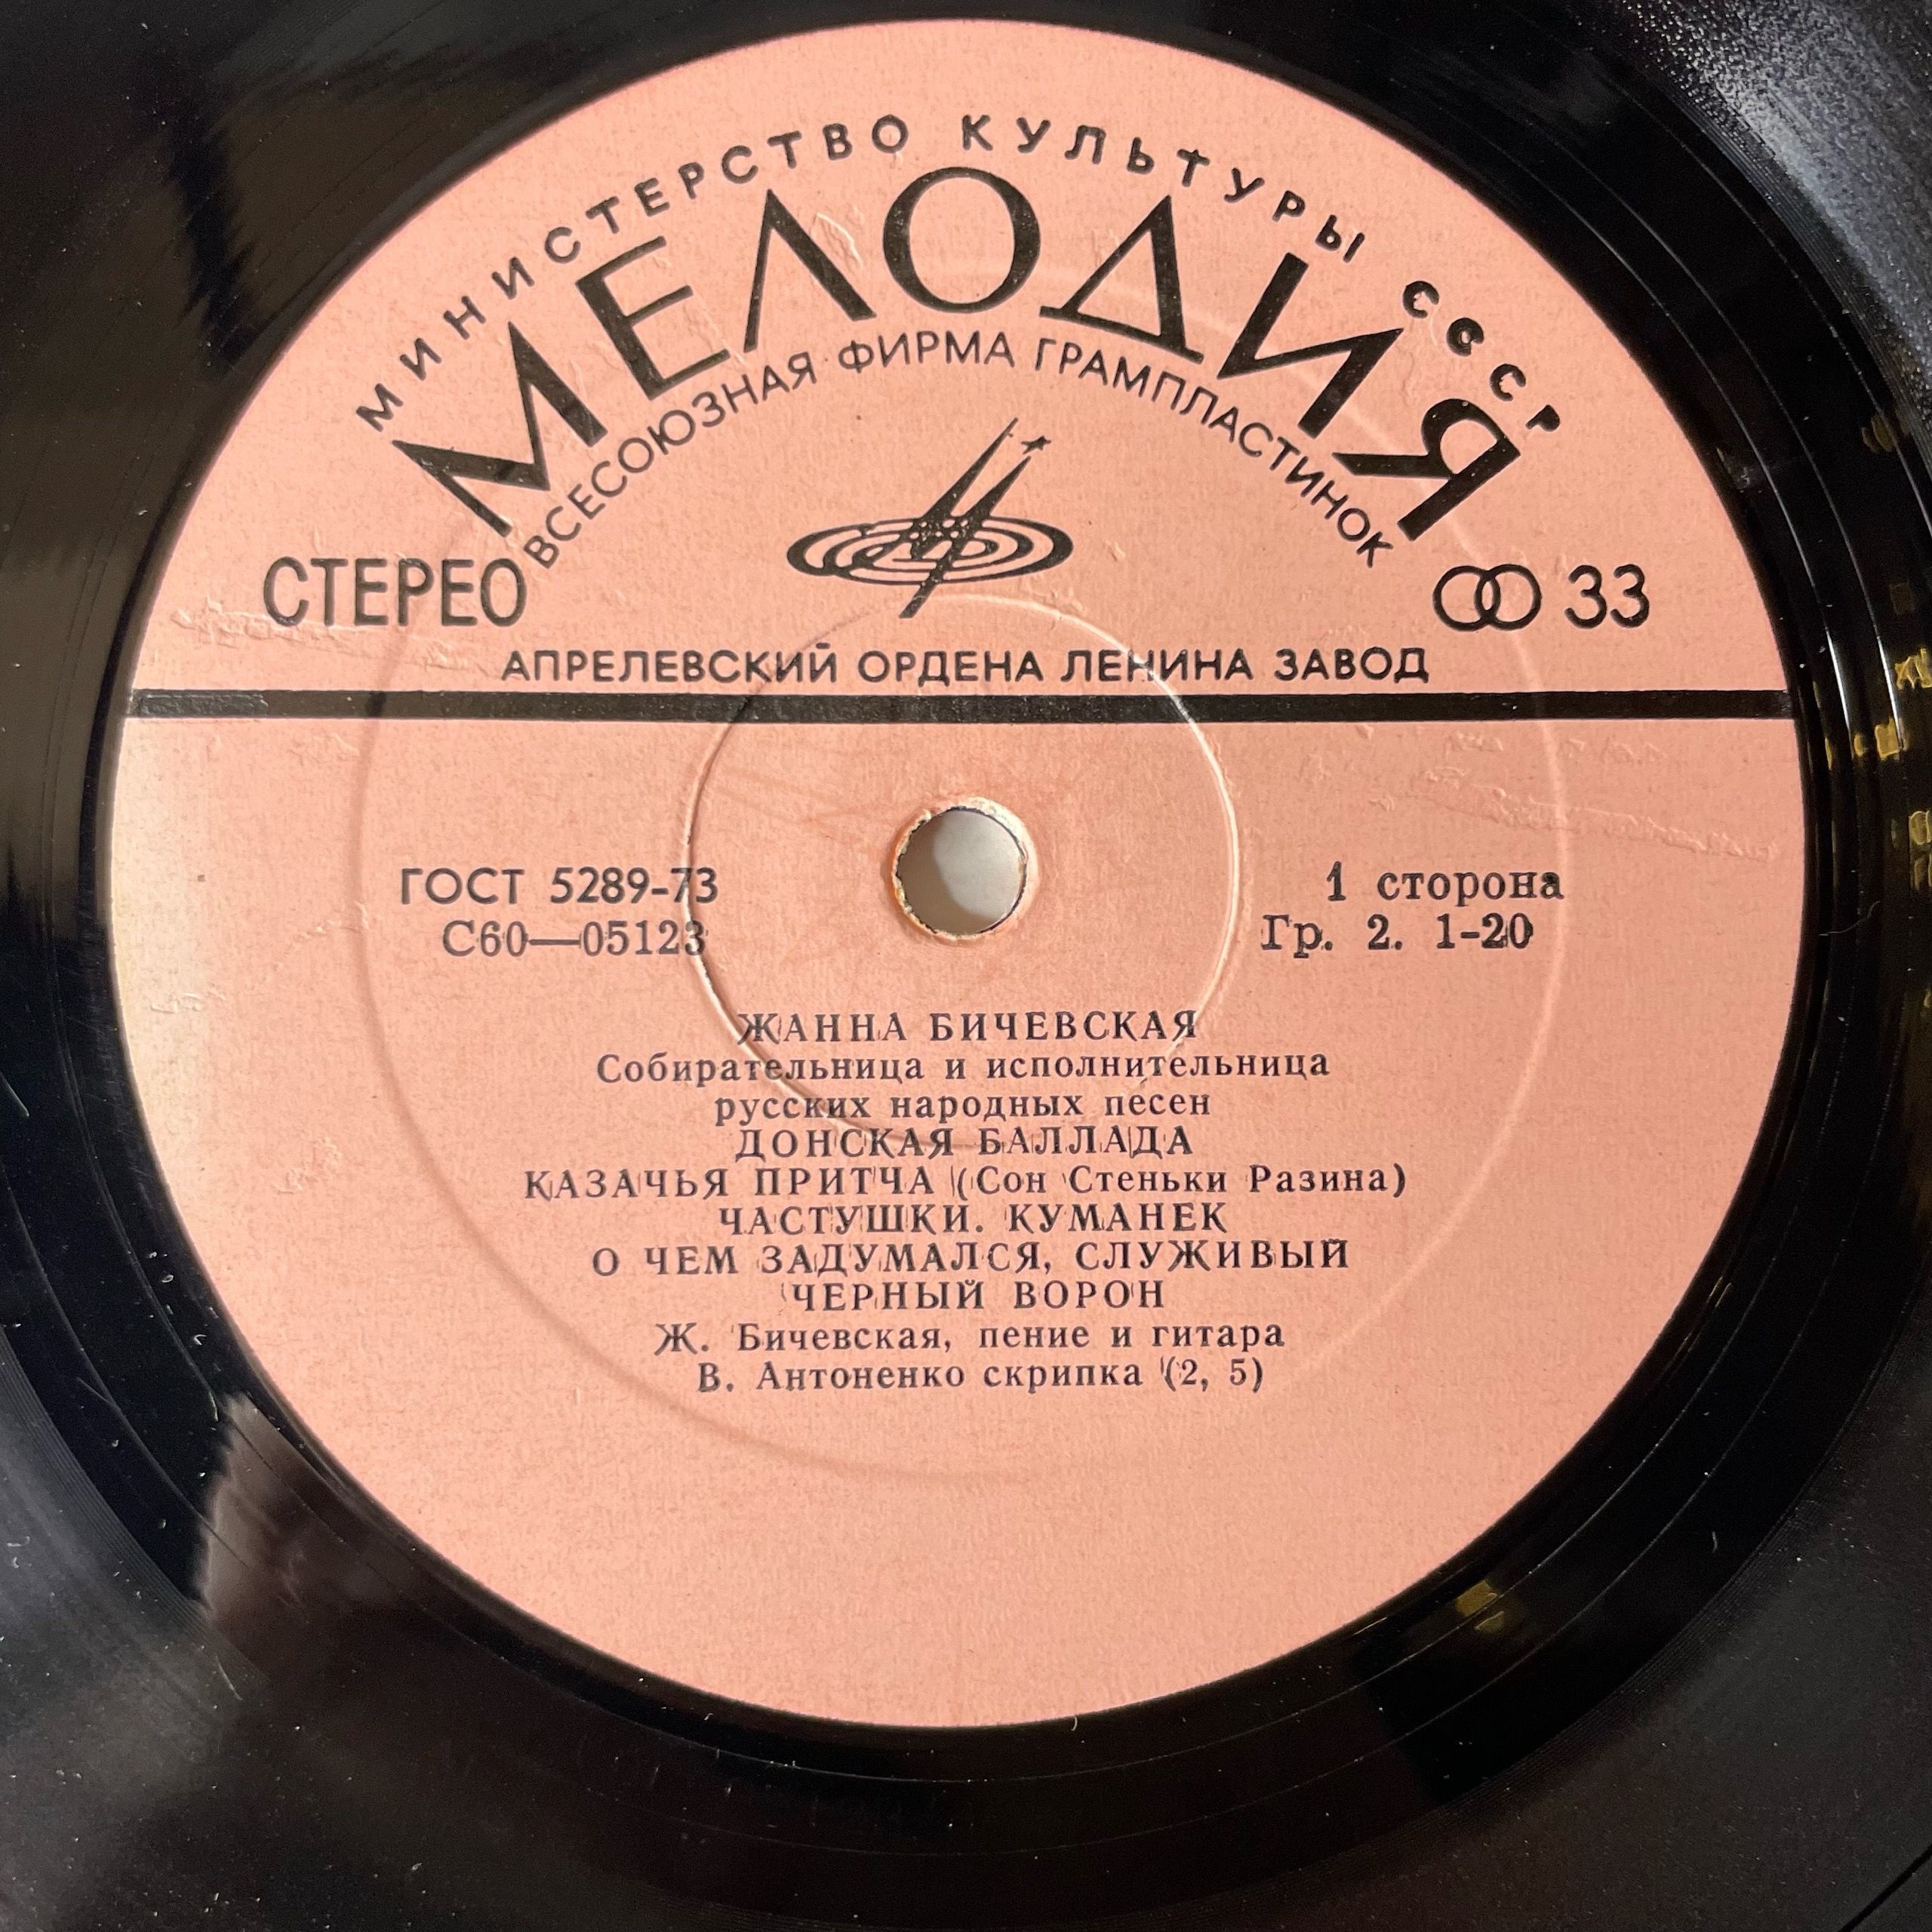 МИНИСТЕРСТВО КУЛЬТУРЫ СССР
МЕЛОДИЯ
ВСЕСОЮЗНАЯ ФИРМА ГРАМПЛАСТИНОК
СТЕРЕО
33
АПРЕЛЕВСКИЙ ОРДЕНА ЛЕНИНА ЗАВОД
ГОСТ 5289-73
С60—05123
1 сторона
Гр. 2. 1-20
ЖАННА БИЧЕВСКАЯ
Собирательница и исполнительница
русских народных песен
ДОНСКАЯ БАЛЛАДА
КАЗАЧЬЯ ПРИТЧА (Сон Стеньки Разина)
ЧАСТУШКИ. КУМАНЕК
О ЧЕМ ЗАДУМАЛСЯ, СЛУЖИВЫЙ
ЧЕРНЫЙ ВОРОН
Ж. Бичевская, пение и гитара
В. Антоненко скрипка (2, 5)